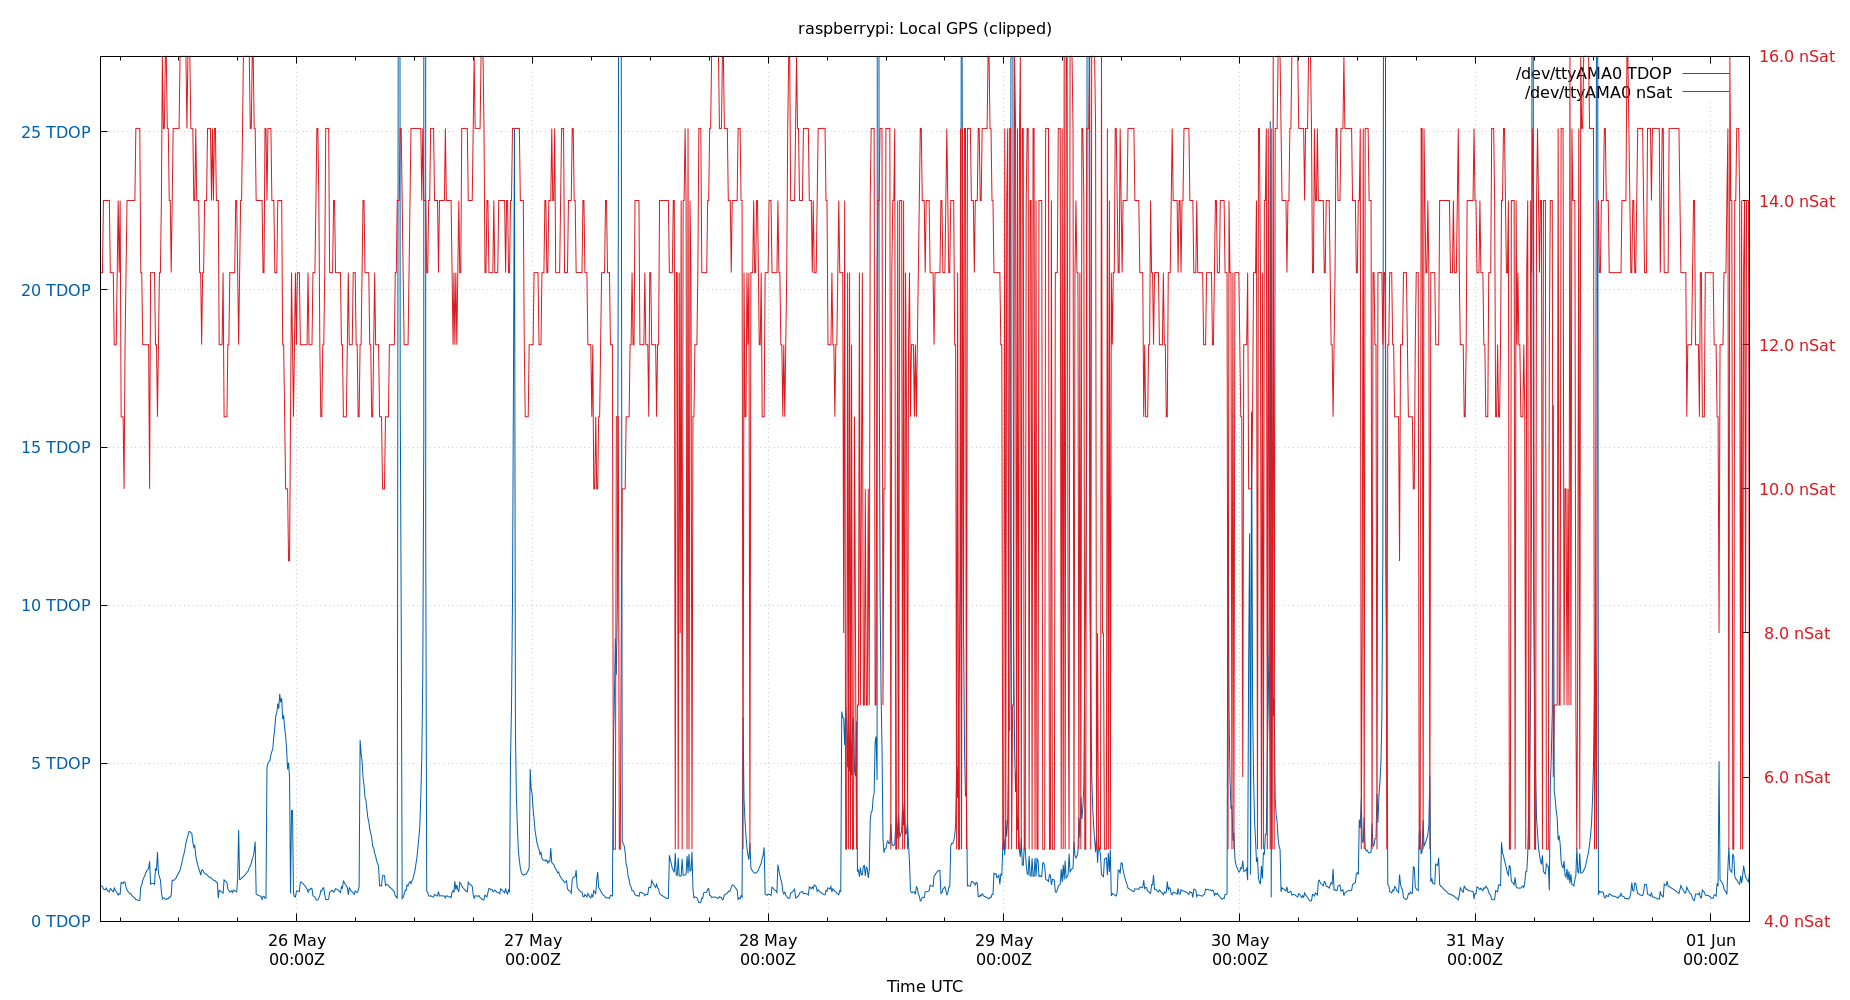 raspberrypi: Local GPS (clipped)
16.0 nSat
/dev/ttyAMA0 TDOP
/dev/ttyAMA0 nSat
25 TDOP
14.0 nSat
20 TDOP
12.0 nSat
15 TDOP
10.0 nSat
10 TDOP
8.0 nSat
5 TDOP
6.0 nSat
0 TDOP
4.0 nSat
26 May
00:00Z
27 May
00:00Z
28 May
00:00Z
29 May
00:00Z
30 May
00:00Z
31 May
00:00Z
01 Jun
00:00Z
Time UTC